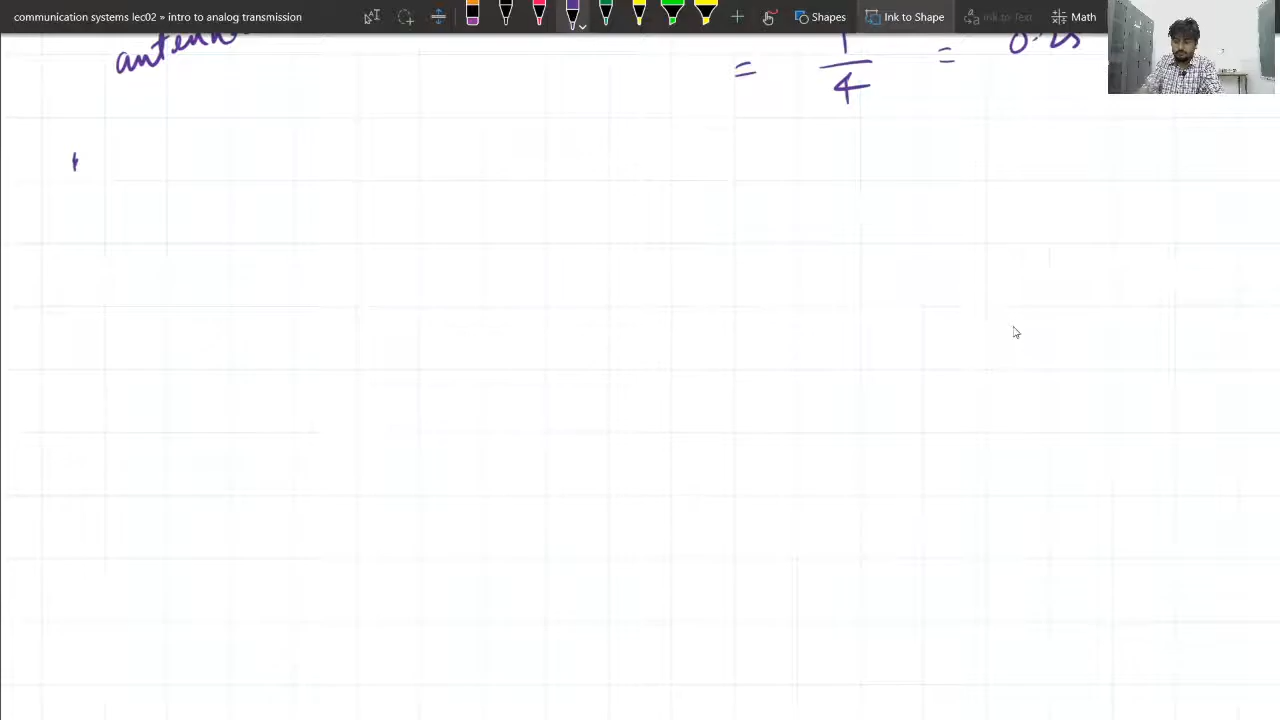 communication systems lec02 » intro to analog transmission
Shapes
Ink to Shape
Ink to Text
Math
= 1/4 = 0.25